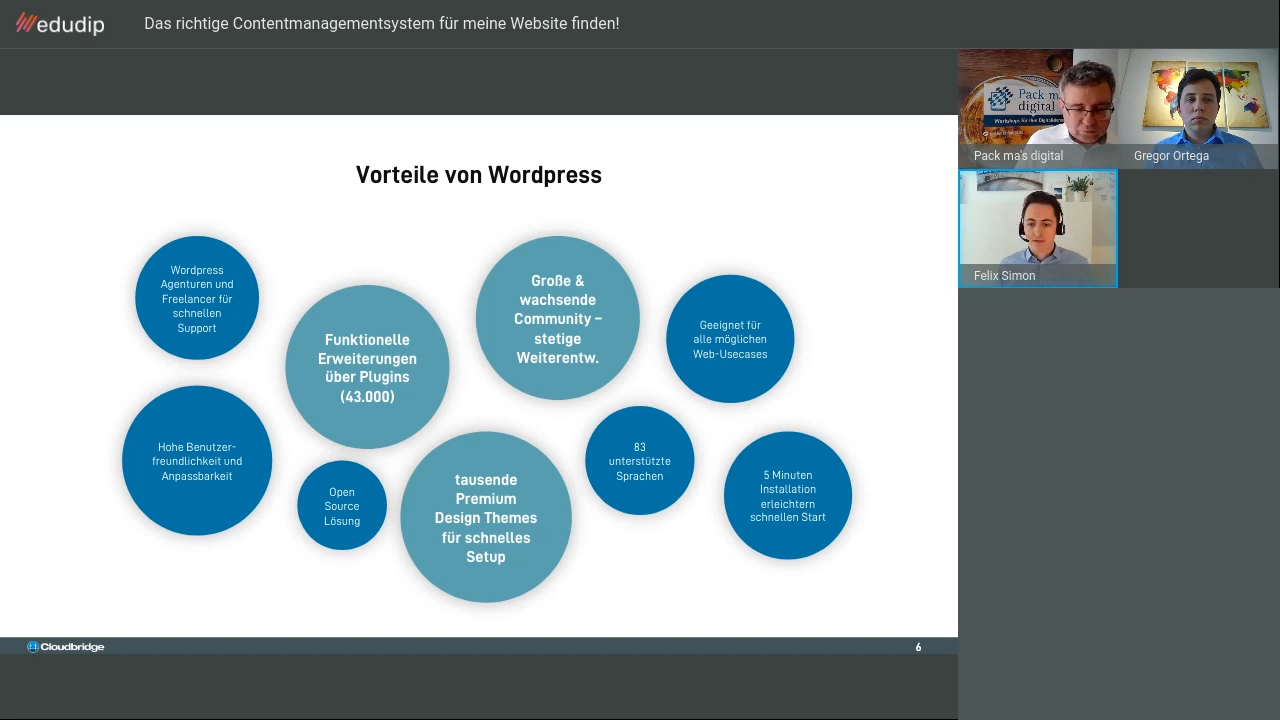 edudip
Das richtige Contentmanagementsystem für meine Website finden!
Vorteile von Wordpress
Wordpress
Agenturen und
Freelancer für
schnellen
Support
Funktionelle
Erweiterungen
über Plugins
(43.000)
Große &
wachsende
Community –
stetige
Weiterentw.
Geeignet für
alle möglichen
Web-Usecases
Hohe Benutzer-
freundlichkeit und
Anpassbarkeit
Open
Source
Lösung
tausende
Premium
Design Themes
für schnelles
Setup
83
unterstützte
Sprachen
5 Minuten
Installation
erleichtern
schnellen Start
Cloudbridge
6
Pack m
digital
Pack ma's digital
Gregor Ortega
Felix Simon